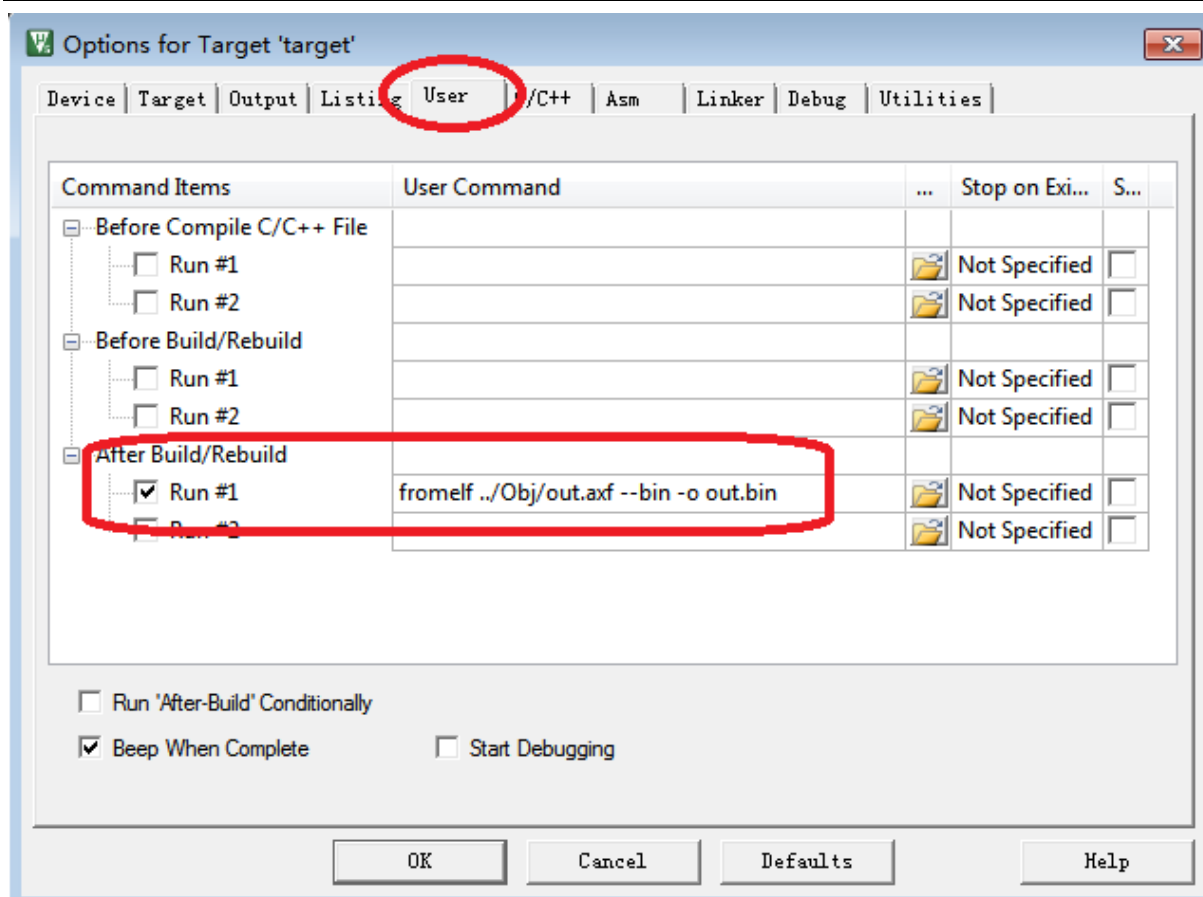 Options for Target 'target'
Device Target Output Listing User C/C++ Asm Linker Debug Utilities
Command Items User Command ... Stop on Exi... S...
Before Compile C/C++ File
Run #1 Not Specified
Run #2 Not Specified
Before Build/Rebuild
Run #1 Not Specified
Run #2 Not Specified
After Build/Rebuild
Run #1 fromelf ../Obj/out.axf --bin -o out.bin Not Specified
Run #2 Not Specified
Run 'After-Build' Conditionally
Beep When Complete Start Debugging
OK Cancel Defaults Help